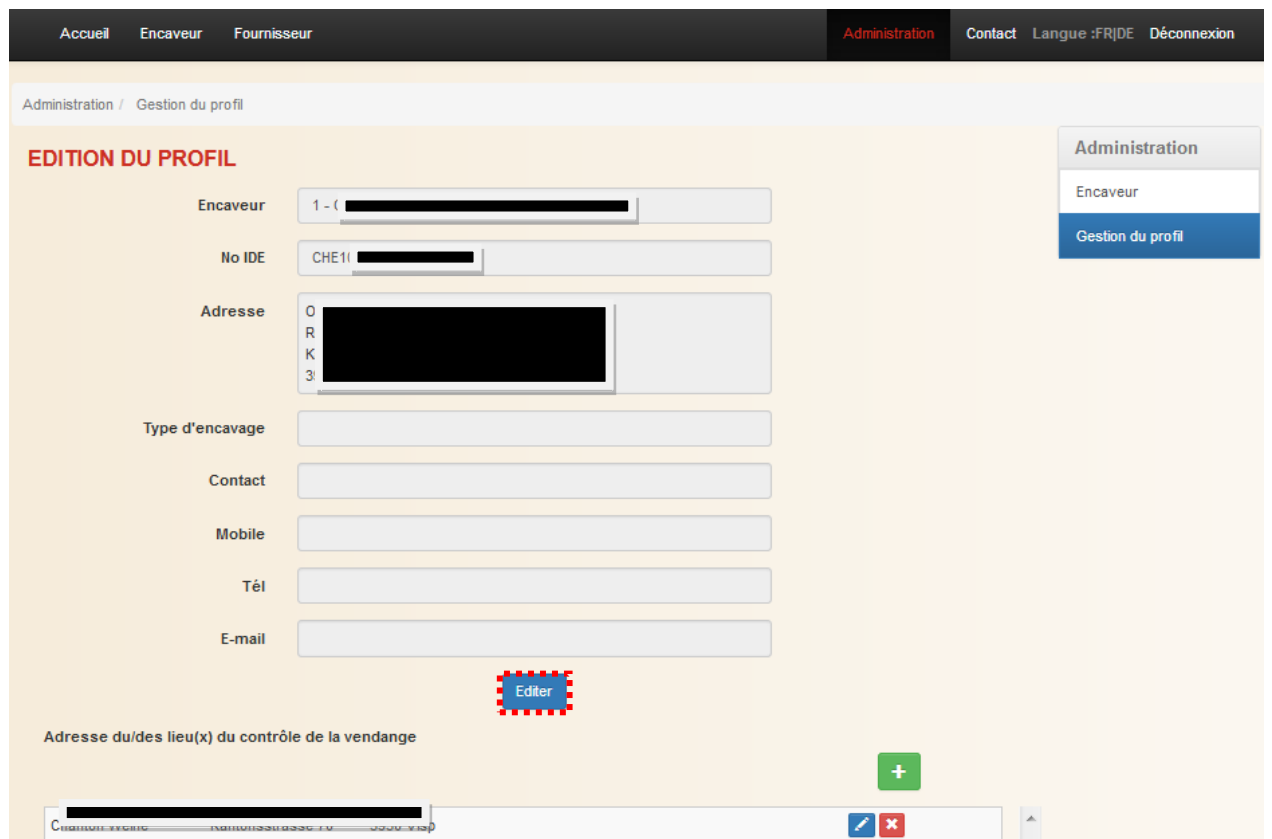 Accueil Encaveur Fournisseur Administration Contact Langue :FR|DE Déconnexion
Administration / Gestion du profil
EDITION DU PROFIL
Administration
Encaveur
Gestion du profil
Encaveur 1 - (
No IDE CHE1
Adresse O
R
K
3
Type d'encavage
Contact
Mobile
Tél
E-mail
Editer
Adresse du/des lieu(x) du contrôle de la vendange
+